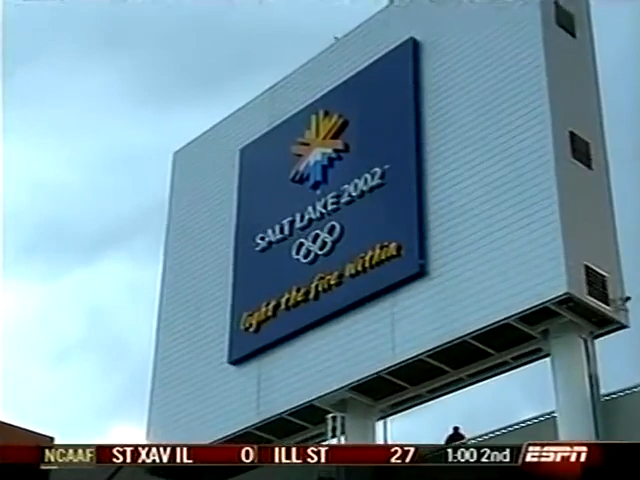 SALT LAKE 2002
light the fire within
NCAAF ST XAV IL 0 ILL ST 27 1:00 2nd ESPN